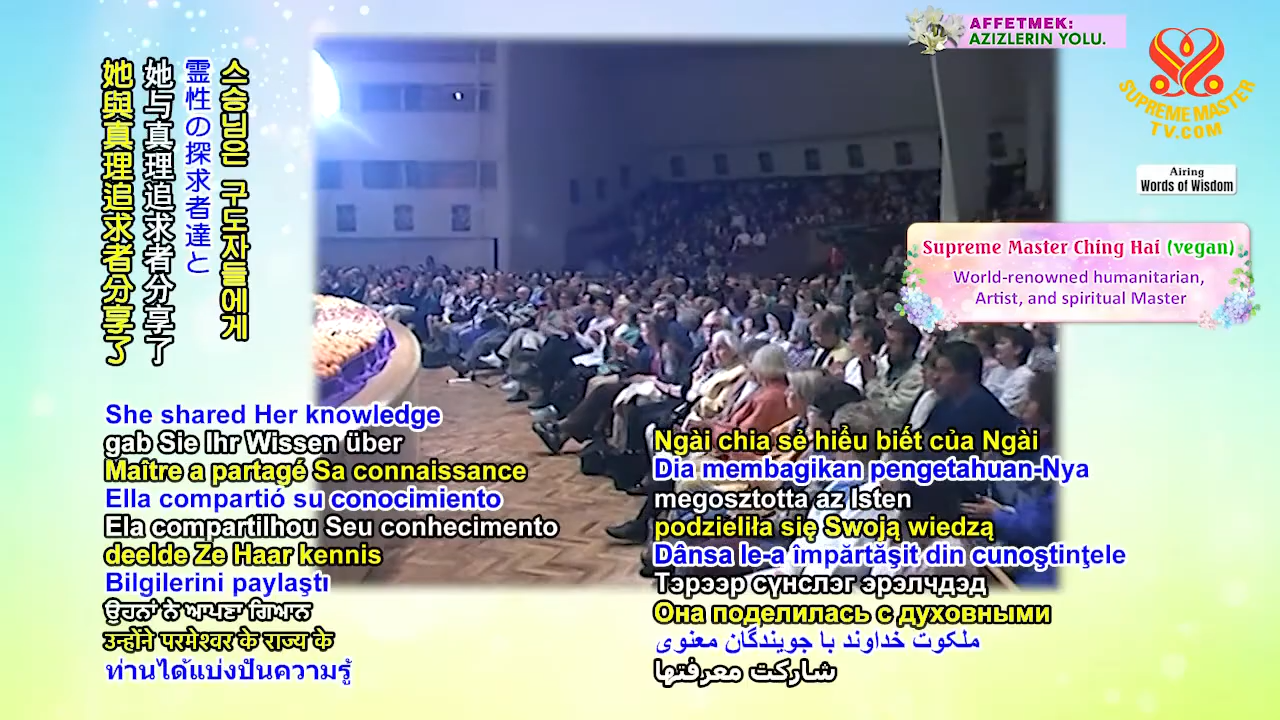 AFFETMEK:
AZIZLERIN YOLU.
SUPREME MASTER
TV.COM
Airing
Words of Wisdom
Supreme Master Ching Hai (vegan)
World-renowned humanitarian,
Artist, and spiritual Master
스승님은 구도자들에게
霊性の探求者達と
她与真理追求者分享了
她與真理追求者分享了
She shared Her knowledge
gab Sie Ihr Wissen über
Maître a partagé Sa connaissance
Ella compartió su conocimiento
Ela compartilhou Seu conhecimento
deelde Ze Haar kennis
Bilgilerini paylaştı
ਉਹਨਾਂ ਨੇ ਆਪਣਾ ਗਿਆਨ
उन्होंने परमेश्वर के राज्य के
ท่านได้แบ่งปันความรู้
Ngài chia sẻ hiểu biết của Ngài
Dia membagikan pengetahuan-Nya
megosztotta az Isten
podzieliła się Swoją wiedzą
Dânsa le-a împărtăşit din cunoştinţele
Тэрээр сүнслэг эрэлчдэд
Она поделилась с духовными
ملکوت خداوند با جویندگان معنوی
شاركت معرفتها